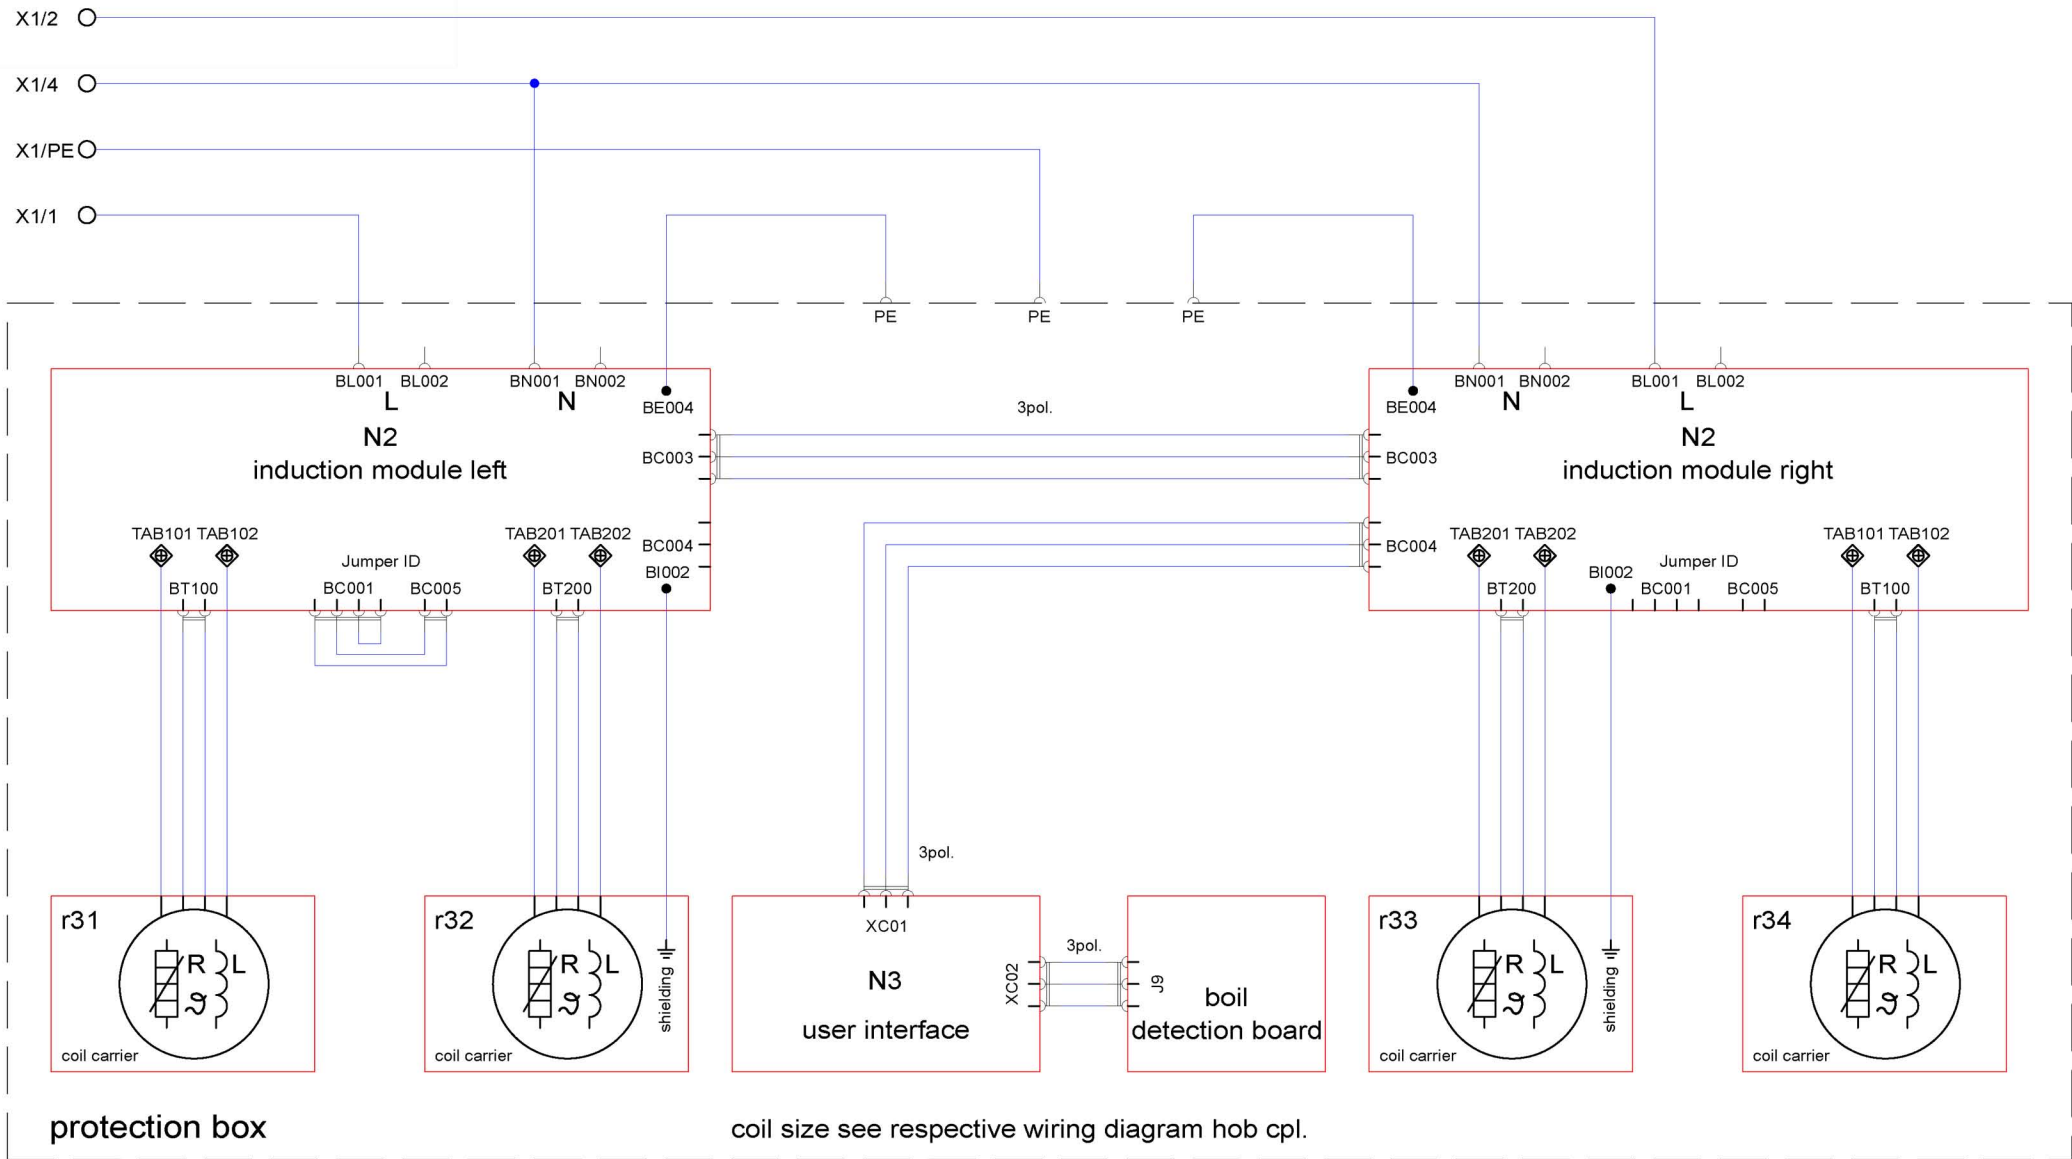 X1/2
X1/4
X1/PE
X1/1
PE PE PE
BL001 BL002 BN001 BN002
L N
BE004
N2
induction module left
BC003
3pol.
BN001 BN002 BL001 BL002
N L
BE004
N2
induction module right
BC003
TAB101 TAB102
BT100
Jumper ID
BC001 BC005
TAB201 TAB202
BT200
BC004
BI002
BC004
TAB201 TAB202
BT200
BI002
Jumper ID
BC001 BC005
TAB101 TAB102
BT100
r31
R L
ϑ
coil carrier
r32
R L
ϑ
shielding
coil carrier
3pol.
XC01
N3
user interface
XC02
3pol.
J9
boil
detection board
r33
R L
ϑ
shielding
coil carrier
r34
R L
ϑ
coil carrier
protection box
coil size see respective wiring diagram hob cpl.